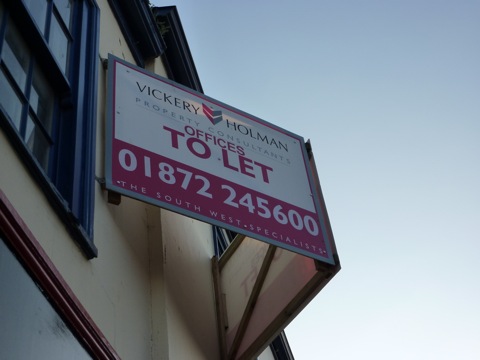 VICKERY HOLMAN
PROPERTY CONSULTANTS
OFFICES
TO LET
01872 245600
• THE SOUTH WEST • SPECIALISTS •